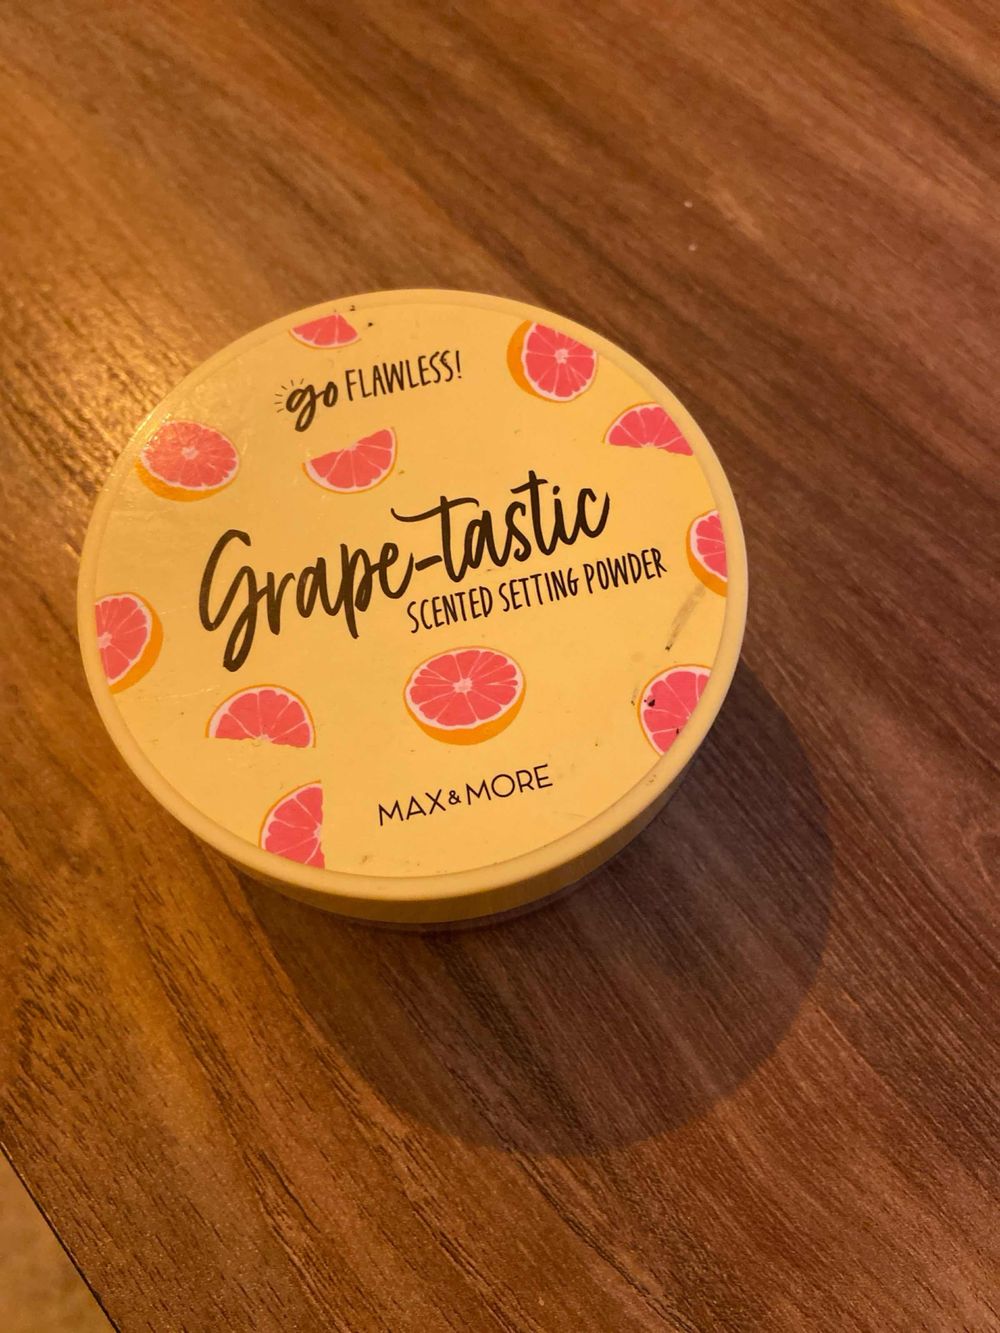 go FLAWLESS!
Grape-tastic
SCENTED SETTING POWDER
MAX&MORE